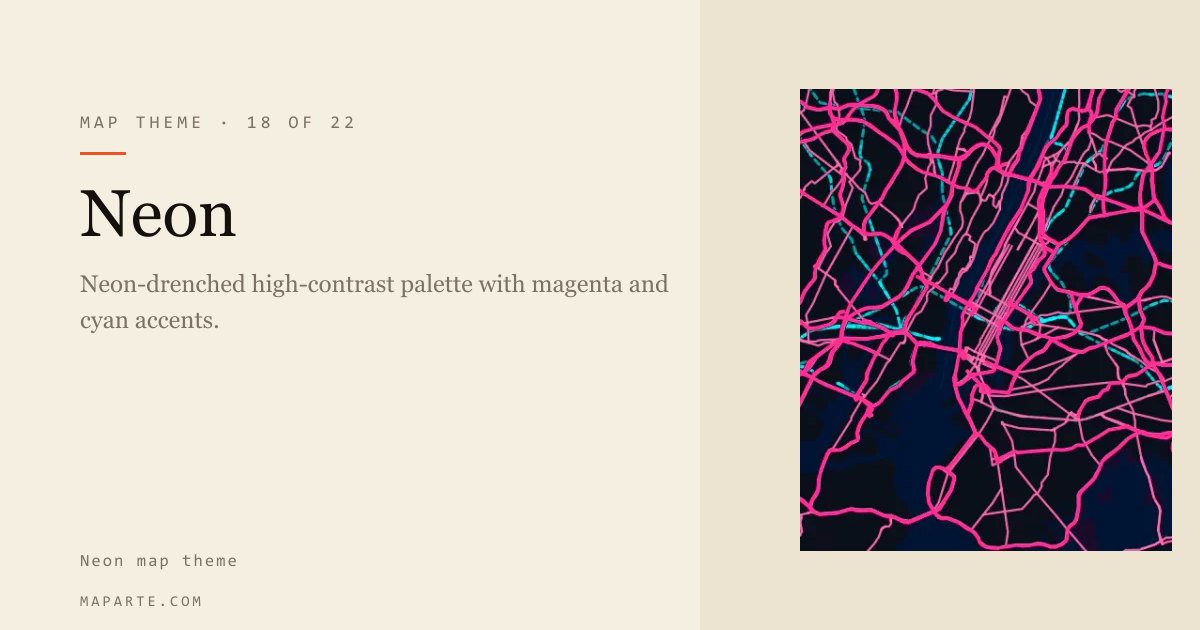 MAP THEME · 18 OF 22
Neon
Neon-drenched high-contrast palette with magenta and
cyan accents.
Neon map theme
MAPARTE.COM